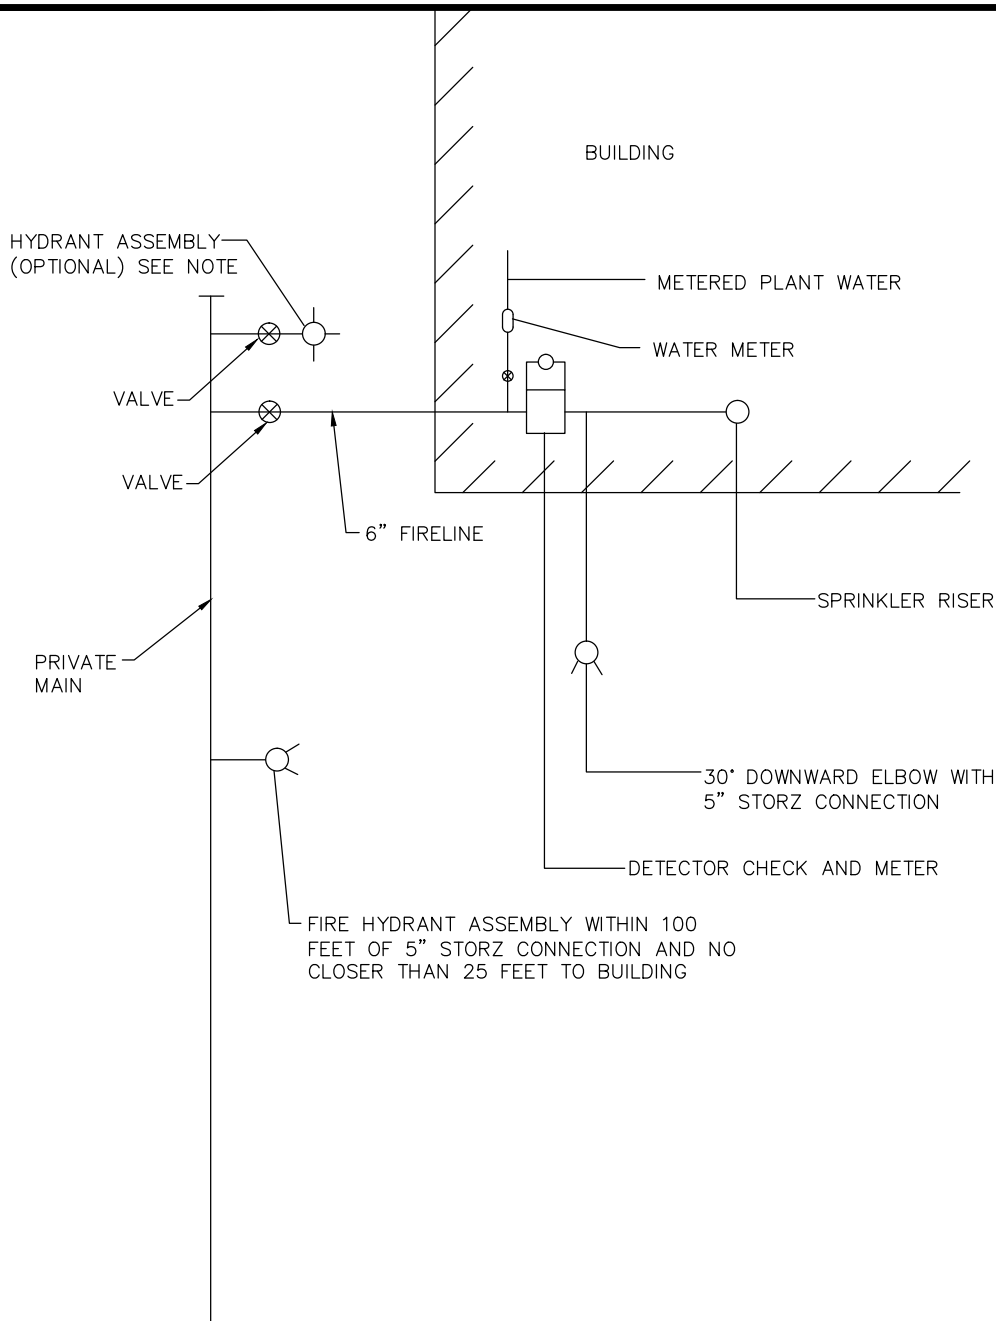 BUILDING
HYDRANT ASSEMBLY
(OPTIONAL) SEE NOTE
METERED PLANT WATER
WATER METER
VALVE
VALVE
6" FIRELINE
SPRINKLER RISER
PRIVATE
MAIN
30° DOWNWARD ELBOW WITH
5" STORZ CONNECTION
DETECTOR CHECK AND METER
FIRE HYDRANT ASSEMBLY WITHIN 100
FEET OF 5" STORZ CONNECTION AND NO
CLOSER THAN 25 FEET TO BUILDING